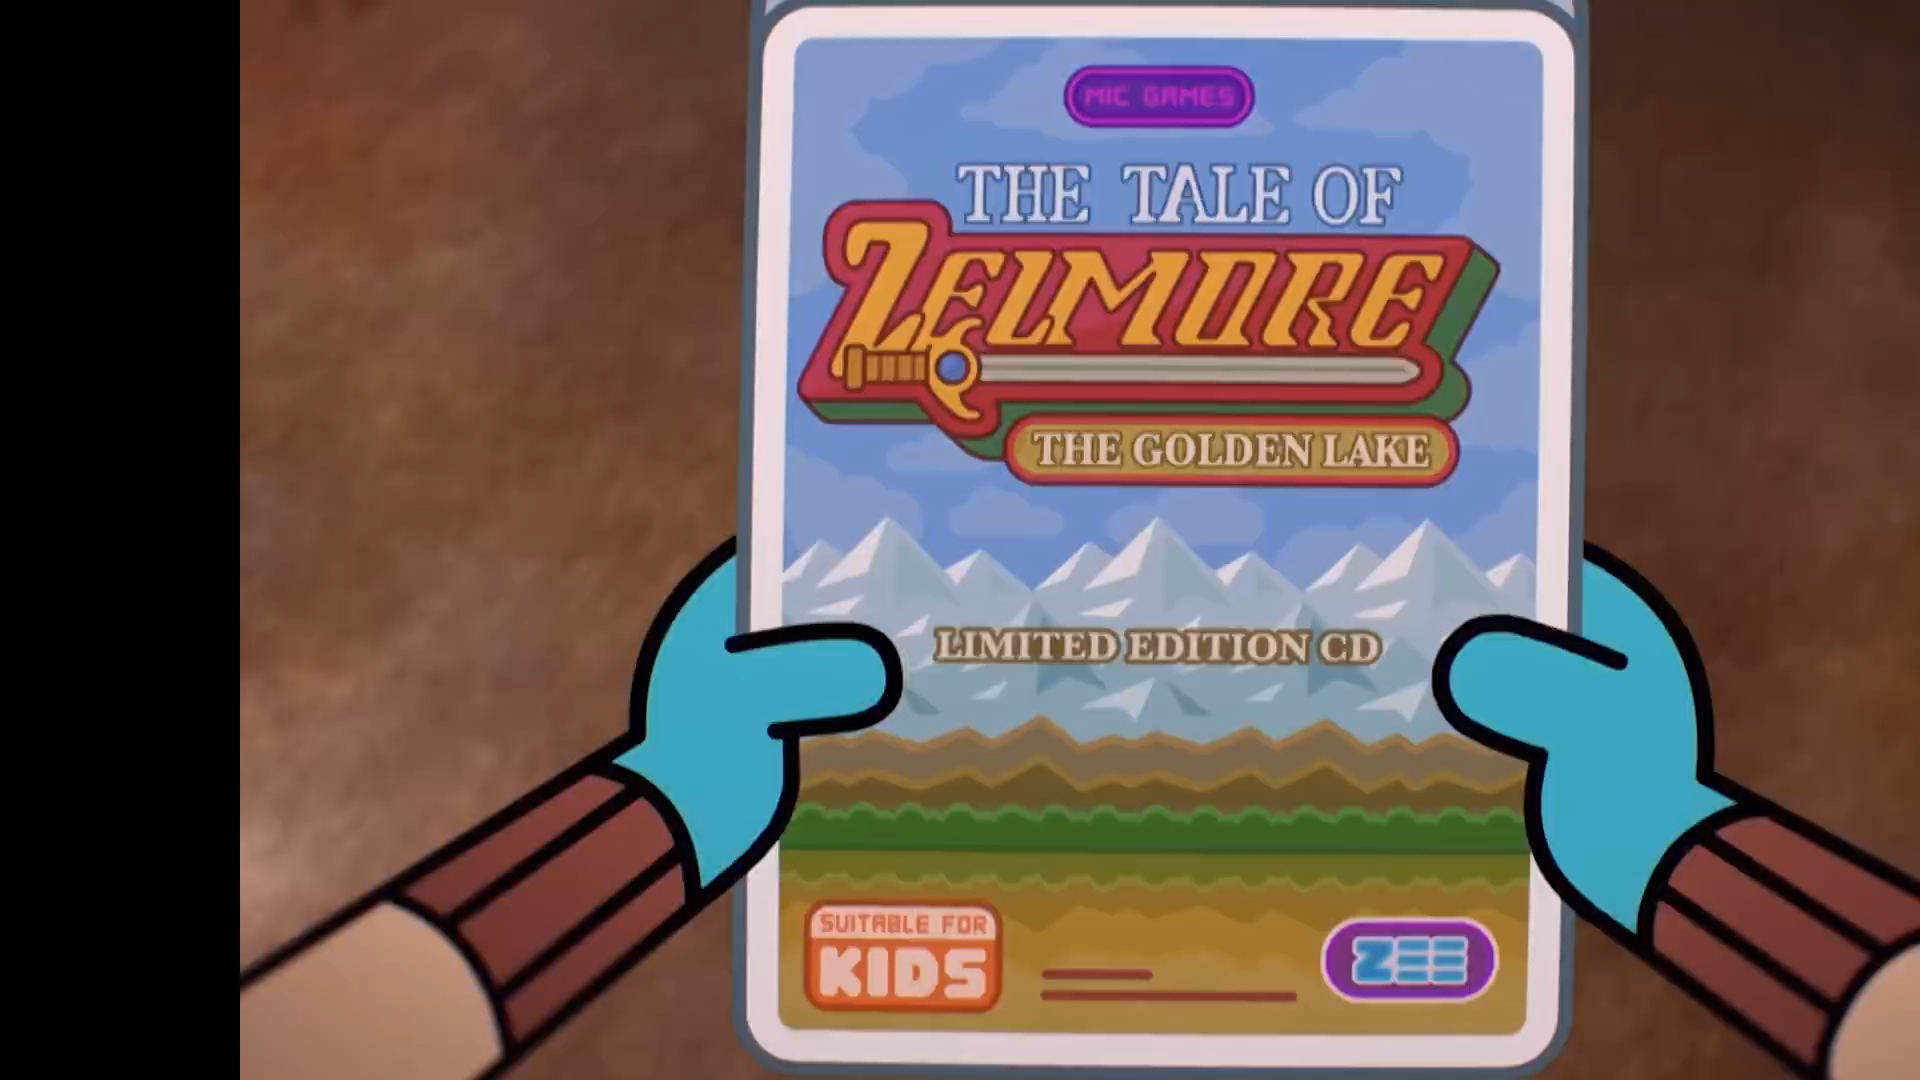 MIC GAMES
THE TALE OF
ZELMORE
THE GOLDEN LAKE
LIMITED EDITION CD
SUITABLE FOR
KIDS
ZEE